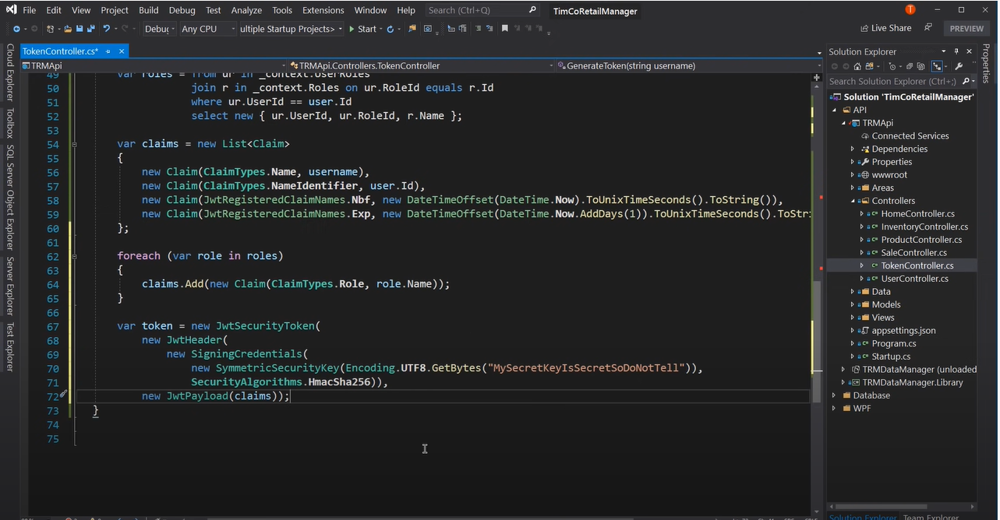 File Edit View Project Build Debug Test Analyze Tools Extensions Window Help Search (Ctrl+Q) TimCoRetailManager
Debug Any CPU ultiple Startup Projects> Start Live Share PREVIEW
TokenController.cs*
TRMApi TRMApi.Controllers.TokenController GenerateToken(string username)
49 var roles = from ur in _context.UserRoles
50 join r in _context.Roles on ur.RoleId equals r.Id
51 where ur.UserId == user.Id
52 select new { ur.UserId, ur.RoleId, r.Name };
53
54 var claims = new List<Claim>
55 {
56 new Claim(ClaimTypes.Name, username),
57 new Claim(ClaimTypes.NameIdentifier, user.Id),
58 new Claim(JwtRegisteredClaimNames.Nbf, new DateTimeOffset(DateTime.Now).ToUnixTimeSeconds().ToString()),
59 new Claim(JwtRegisteredClaimNames.Exp, new DateTimeOffset(DateTime.Now.AddDays(1)).ToUnixTimeSeconds().ToStri
60 };
61
62 foreach (var role in roles)
63 {
64 claims.Add(new Claim(ClaimTypes.Role, role.Name));
65 }
66
67 var token = new JwtSecurityToken(
68 new JwtHeader(
69 new SigningCredentials(
70 new SymmetricSecurityKey(Encoding.UTF8.GetBytes("MySecretKeyIsSecretSoDoNotTell")),
71 SecurityAlgorithms.HmacSha256)),
72 new JwtPayload(claims));
73 }
74
75
Cloud Explorer
Toolbox
SQL Server Object Explorer
Server Explorer
Test Explorer
Solution Explorer
Search Solution Explorer (Ctrl+;)
Solution 'TimCoRetailManager'
API
TRMApi
Connected Services
Dependencies
Properties
wwwroot
Areas
Controllers
HomeController.cs
InventoryController.cs
ProductController.cs
SaleController.cs
TokenController.cs
UserController.cs
Data
Models
Views
appsettings.json
Program.cs
Startup.cs
TRMDataManager (unloaded
TRMDataManager.Library
Database
WPF
Solution Explorer Team Explorer
Properties